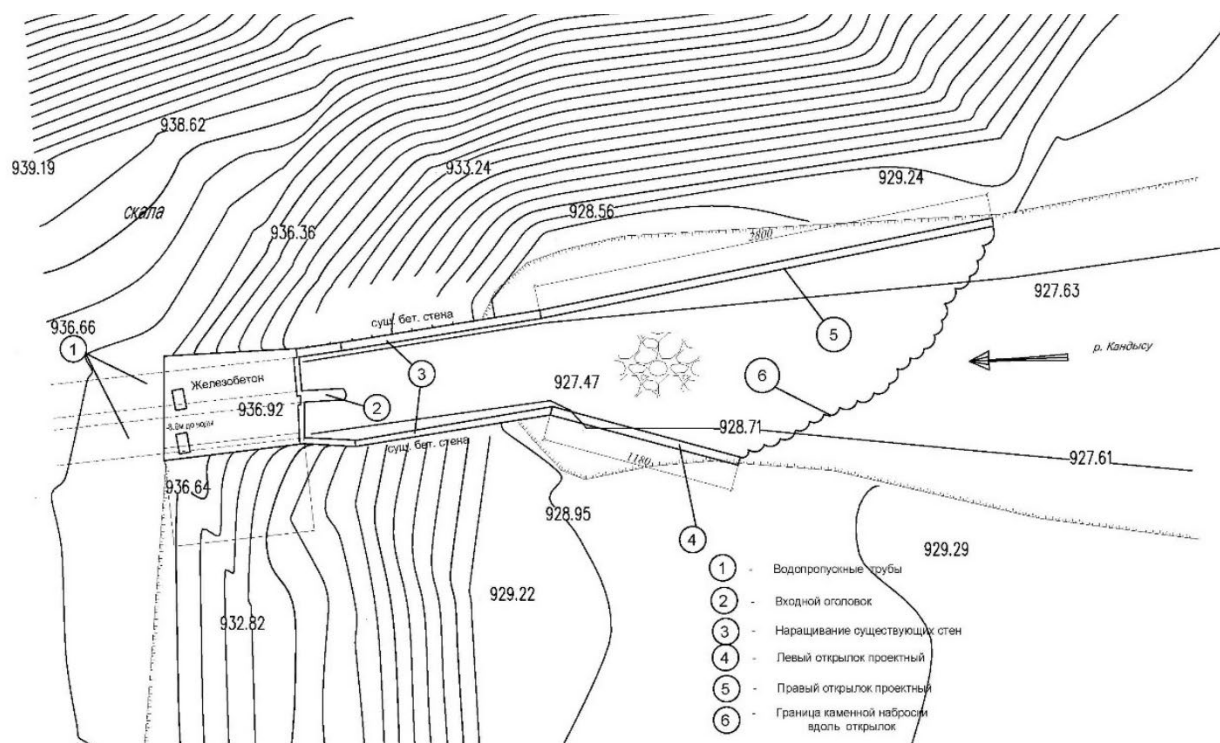 938.62
939.19
933.24
929.24
скала
928.56
936.36
2800
927.63
936.66
сущ. бет. стена
1
5
р. Кандысу
Железобетон
3
927.47
6
936.92
2
928.71
сущ. бет. стена
1180
927.61
936.64
928.95
4
929.29
929.22
932.82
1 - Водопропускные трубы
2 - Входной оголовок
3 - Наращивание существующих стен
4 - Левый открылок проектный
5 - Правый открылок проектный
6 - Граница каменной наброски
вдоль открылок